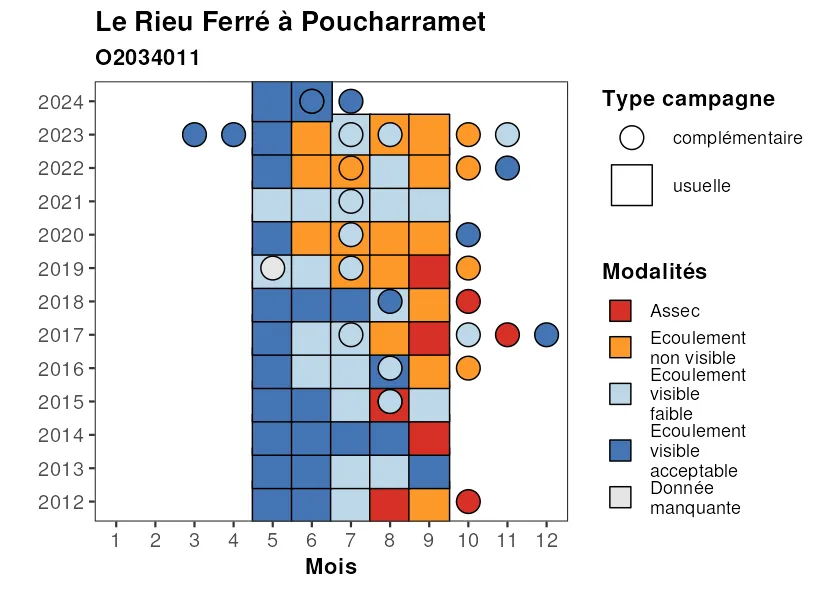 Le Rieu Ferré à Poucharramet
O2034011
2024
2023
2022
2021
2020
2019
2018
2017
2016
2015
2014
2013
2012
1 2 3 4 5 6 7 8 9 10 11 12
Mois
Type campagne
complémentaire
usuelle
Modalités
Assec
Ecoulement
non visible
Ecoulement
visible
faible
Ecoulement
visible
acceptable
Donnée
manquante